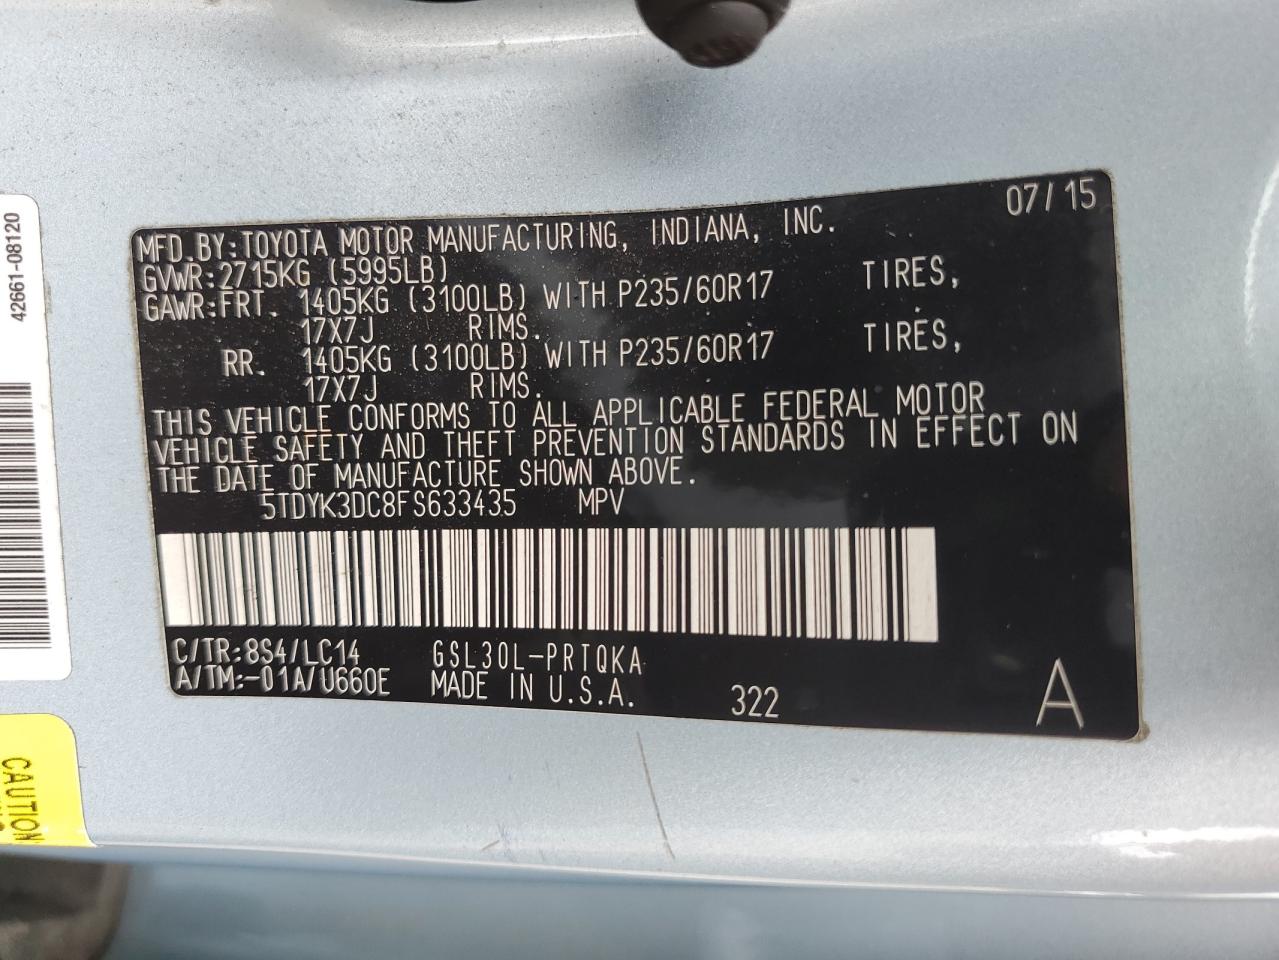 07/15
MFD.BY:TOYOTA MOTOR MANUFACTURING, INDIANA, INC.
GVWR:2715KG (5995LB)
GAWR:FRT. 1405KG (3100LB) WITH P235/60R17 TIRES,
17X7J RIMS.
RR. 1405KG (3100LB) WITH P235/60R17 TIRES,
17X7J RIMS.
THIS VEHICLE CONFORMS TO ALL APPLICABLE FEDERAL MOTOR
VEHICLE SAFETY AND THEFT PREVENTION STANDARDS IN EFFECT ON
THE DATE OF MANUFACTURE SHOWN ABOVE.
5TDYK3DC8FS633435 MPV
C/TR:8S4/LC14 GSL30L-PRTQKA
A/TM:-01A/U660E MADE IN U.S.A. 322 A
42661-08120
CAUTION